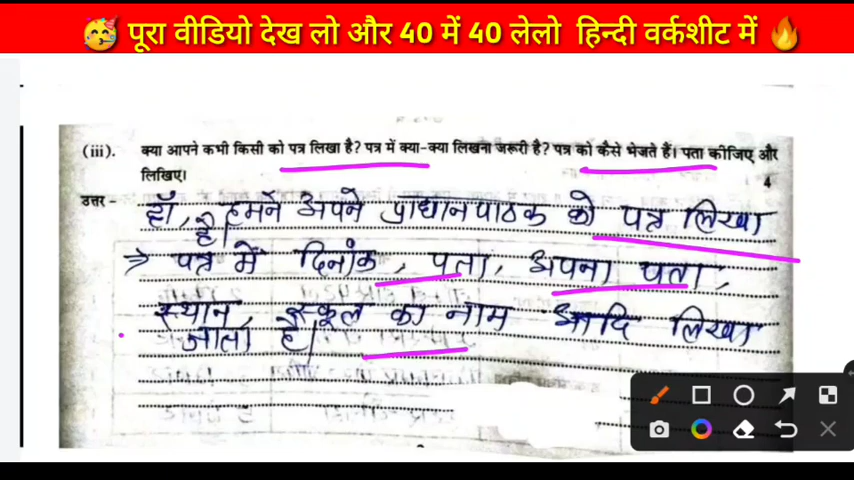 🥳 पूरा वीडियो देख लो और 40 में 40 लेलो हिन्दी वर्कशीट में 🔥
(iii). क्या आपने कभी किसी को पत्र लिखा है? पत्र में क्या-क्या लिखना जरूरी है? पत्र को कैसे भेजते हैं। पता कीजिए और
लिखिए। 4
उत्तर - हाँ, हमने अपने प्राधानपाठक को पत्र लिखा
है।
→ पत्र में दिनांक, पता, अपना पता,
स्थान, स्कूल का नाम आदि लिखा
जाता है।